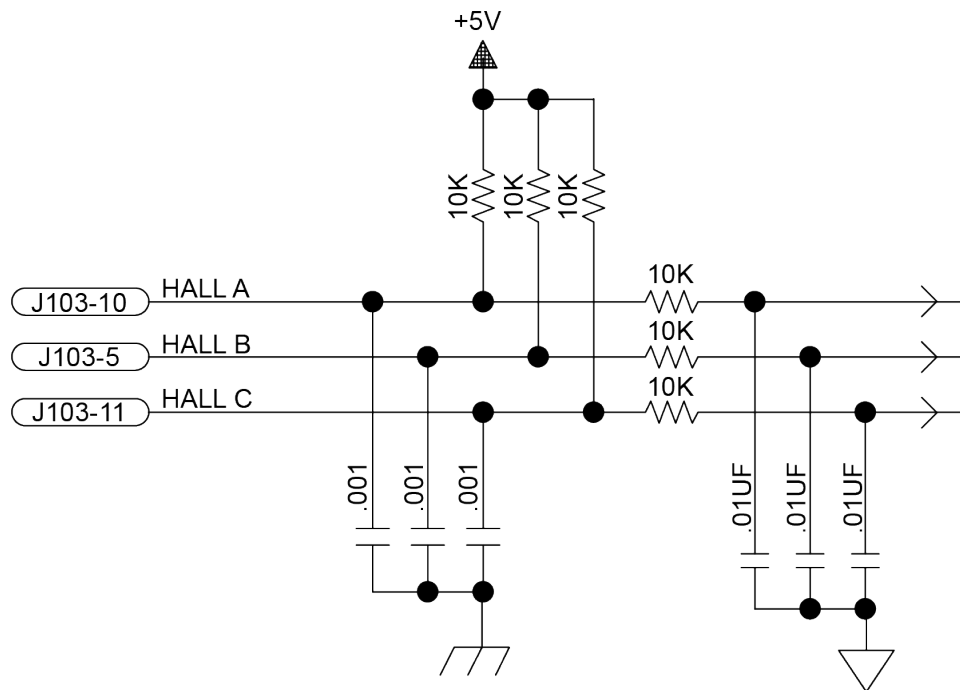 +5V
10K
10K
10K
J103-10
HALL A
10K
J103-5
HALL B
10K
J103-11
HALL C
10K
.001
.001
.001
.01UF
.01UF
.01UF